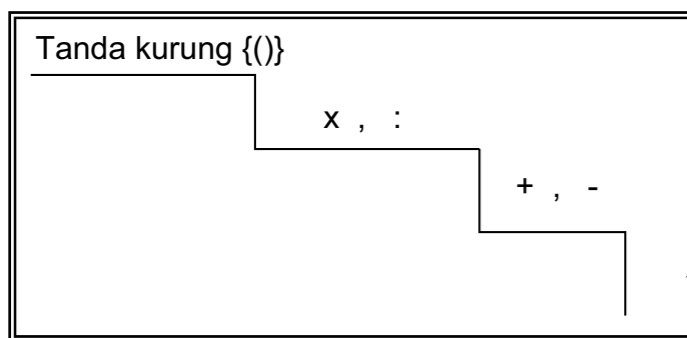 Tanda kurung {()}
x , :
+ , -